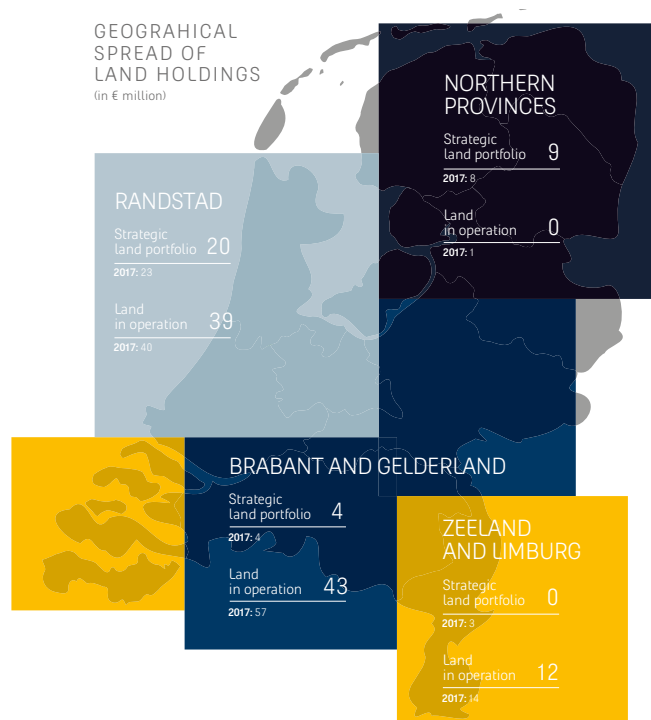 GEOGRAHICAL
SPREAD OF
LAND HOLDINGS
(in € million)
NORTHERN
PROVINCES
Strategic
land portfolio 9
2017: 8
Land
in operation 0
2017: 1
RANDSTAD
Strategic
land portfolio 20
2017: 23
Land
in operation 39
2017: 40
BRABANT AND GELDERLAND
Strategic
land portfolio 4
2017: 4
Land
in operation 43
2017: 57
ZEELAND
AND LIMBURG
Strategic
land portfolio 0
2017: 3
Land
in operation 12
2017: 14